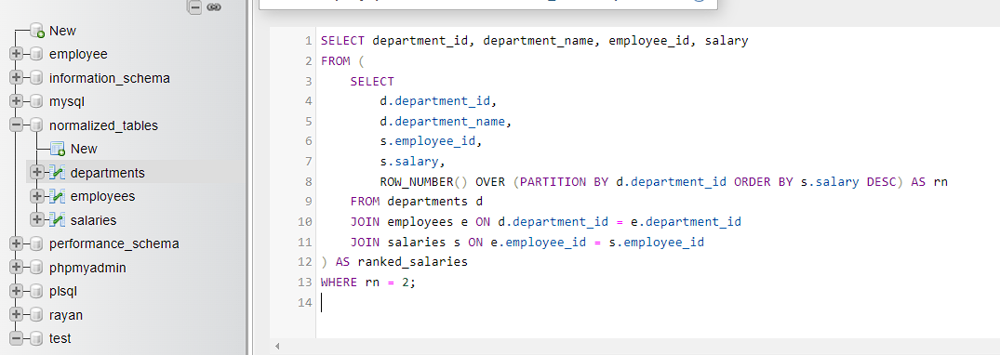 New
employee
information_schema
mysql
normalized_tables
New
departments
employees
salaries
performance_schema
phpmyadmin
plsql
rayan
test
1 SELECT department_id, department_name, employee_id, salary
2 FROM (
3 SELECT
4 d.department_id,
5 d.department_name,
6 s.employee_id,
7 s.salary,
8 ROW_NUMBER() OVER (PARTITION BY d.department_id ORDER BY s.salary DESC) AS rn
9 FROM departments d
10 JOIN employees e ON d.department_id = e.department_id
11 JOIN salaries s ON e.employee_id = s.employee_id
12 ) AS ranked_salaries
13 WHERE rn = 2;
14